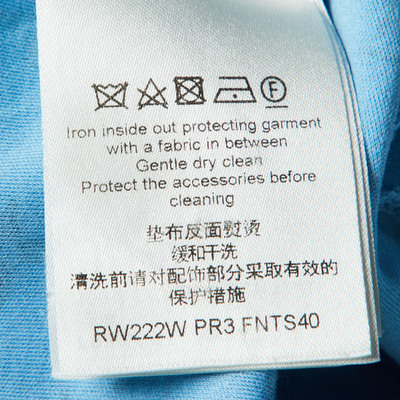 Iron inside out protecting garment
with a fabric in between
Gentle dry clean
Protect the accessories before
cleaning
垫布反面熨烫
缓和干洗
清洗前请对配饰部分采取有效的
保护措施
RW222W PR3 FNTS40